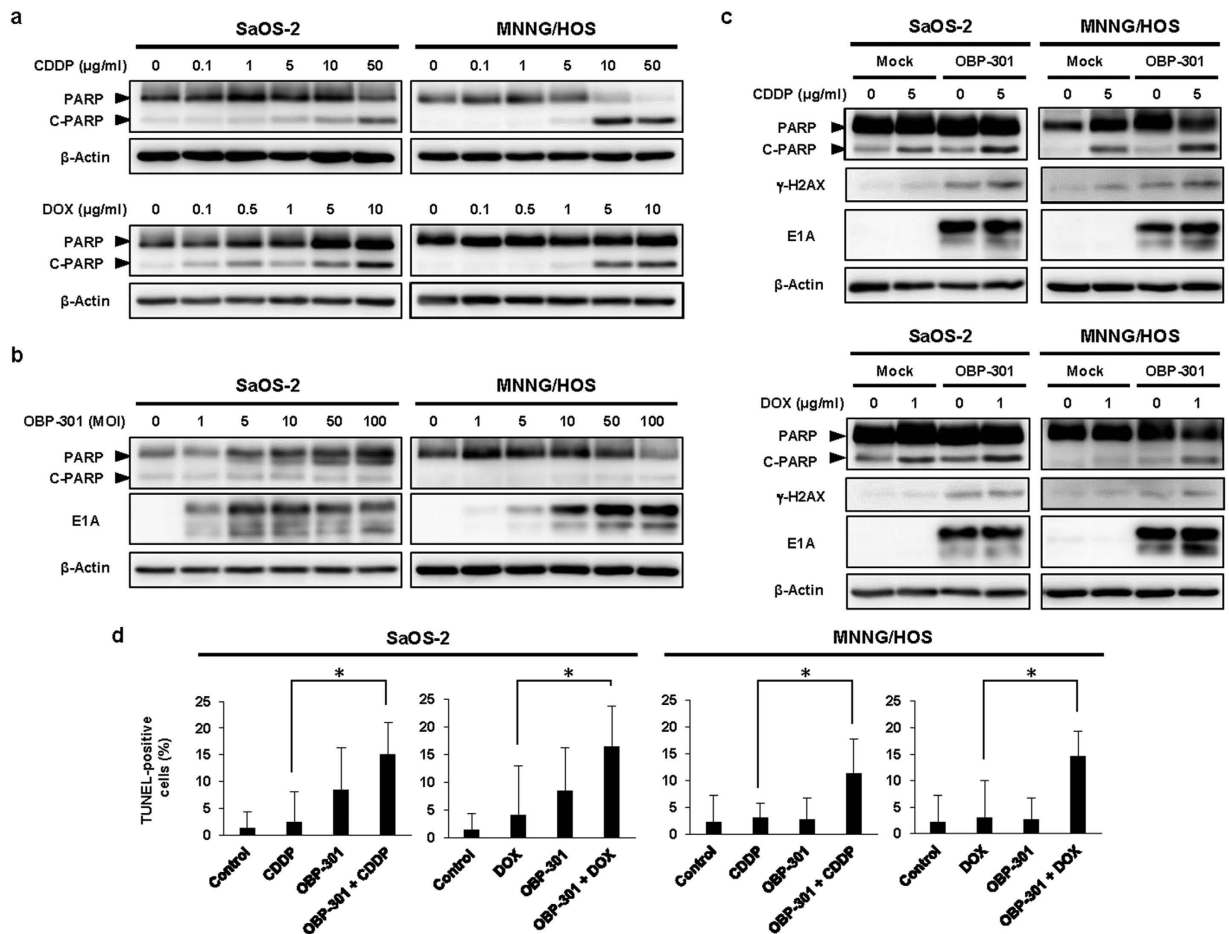 a
SaOS-2 MNNG/HOS
CDDP (µg/ml) 0 0.1 1 5 10 50 0 0.1 1 5 10 50
PARP
C-PARP
β-Actin
DOX (µg/ml) 0 0.1 0.5 1 5 10 0 0.1 0.5 1 5 10
PARP
C-PARP
β-Actin
b
SaOS-2 MNNG/HOS
OBP-301 (MOI) 0 1 5 10 50 100 0 1 5 10 50 100
PARP
C-PARP
E1A
β-Actin
c
SaOS-2 MNNG/HOS
Mock OBP-301 Mock OBP-301
CDDP (µg/ml) 0 5 0 5 0 5 0 5
PARP
C-PARP
γ-H2AX
E1A
β-Actin
SaOS-2 MNNG/HOS
Mock OBP-301 Mock OBP-301
DOX (µg/ml) 0 1 0 1 0 1 0 1
PARP
C-PARP
γ-H2AX
E1A
β-Actin
d
SaOS-2 MNNG/HOS
TUNEL-positive
cells (%)
25
20
15
10
5
0
*
Control
CDDP
OBP-301
OBP-301 + CDDP
25
20
15
10
5
0
*
Control
DOX
OBP-301
OBP-301 + DOX
25
20
15
10
5
0
*
Control
CDDP
OBP-301
OBP-301 + CDDP
25
20
15
10
5
0
*
Control
DOX
OBP-301
OBP-301 + DOX